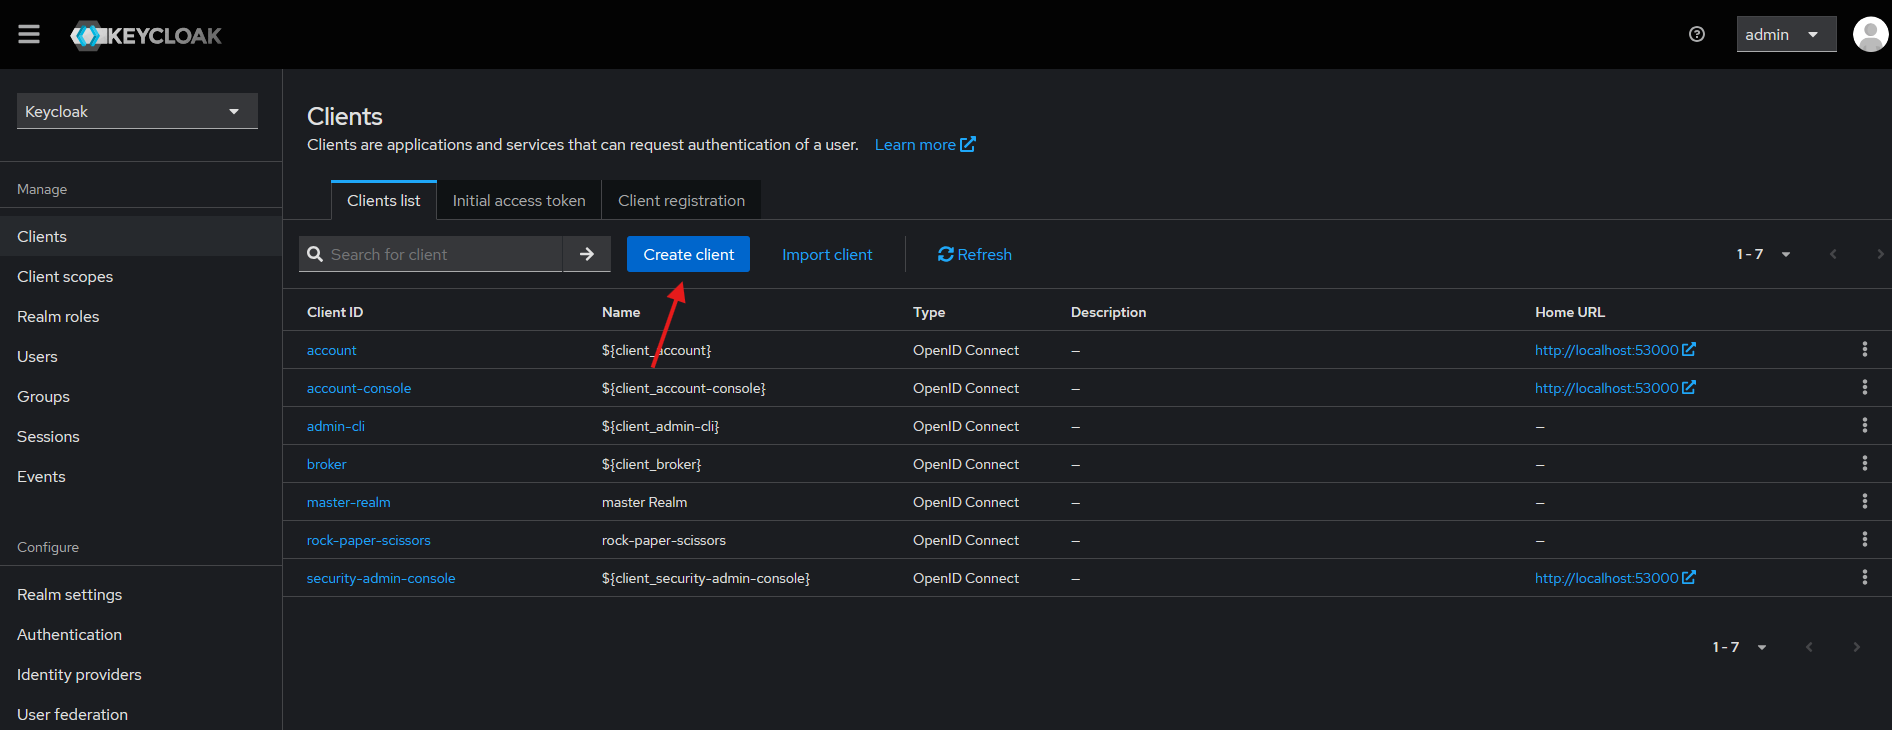 KEYCLOAK
admin
Keycloak
Manage
Clients
Client scopes
Realm roles
Users
Groups
Sessions
Events
Configure
Realm settings
Authentication
Identity providers
User federation
Clients
Clients are applications and services that can request authentication of a user. Learn more
Clients list Initial access token Client registration
Search for client Create client Import client Refresh 1 - 7
Client ID Name Type Description Home URL
account ${client_account} OpenID Connect – http://localhost:53000
account-console ${client_account-console} OpenID Connect – http://localhost:53000
admin-cli ${client_admin-cli} OpenID Connect – –
broker ${client_broker} OpenID Connect – –
master-realm master Realm OpenID Connect – –
rock-paper-scissors rock-paper-scissors OpenID Connect – –
security-admin-console ${client_security-admin-console} OpenID Connect – http://localhost:53000
1 - 7